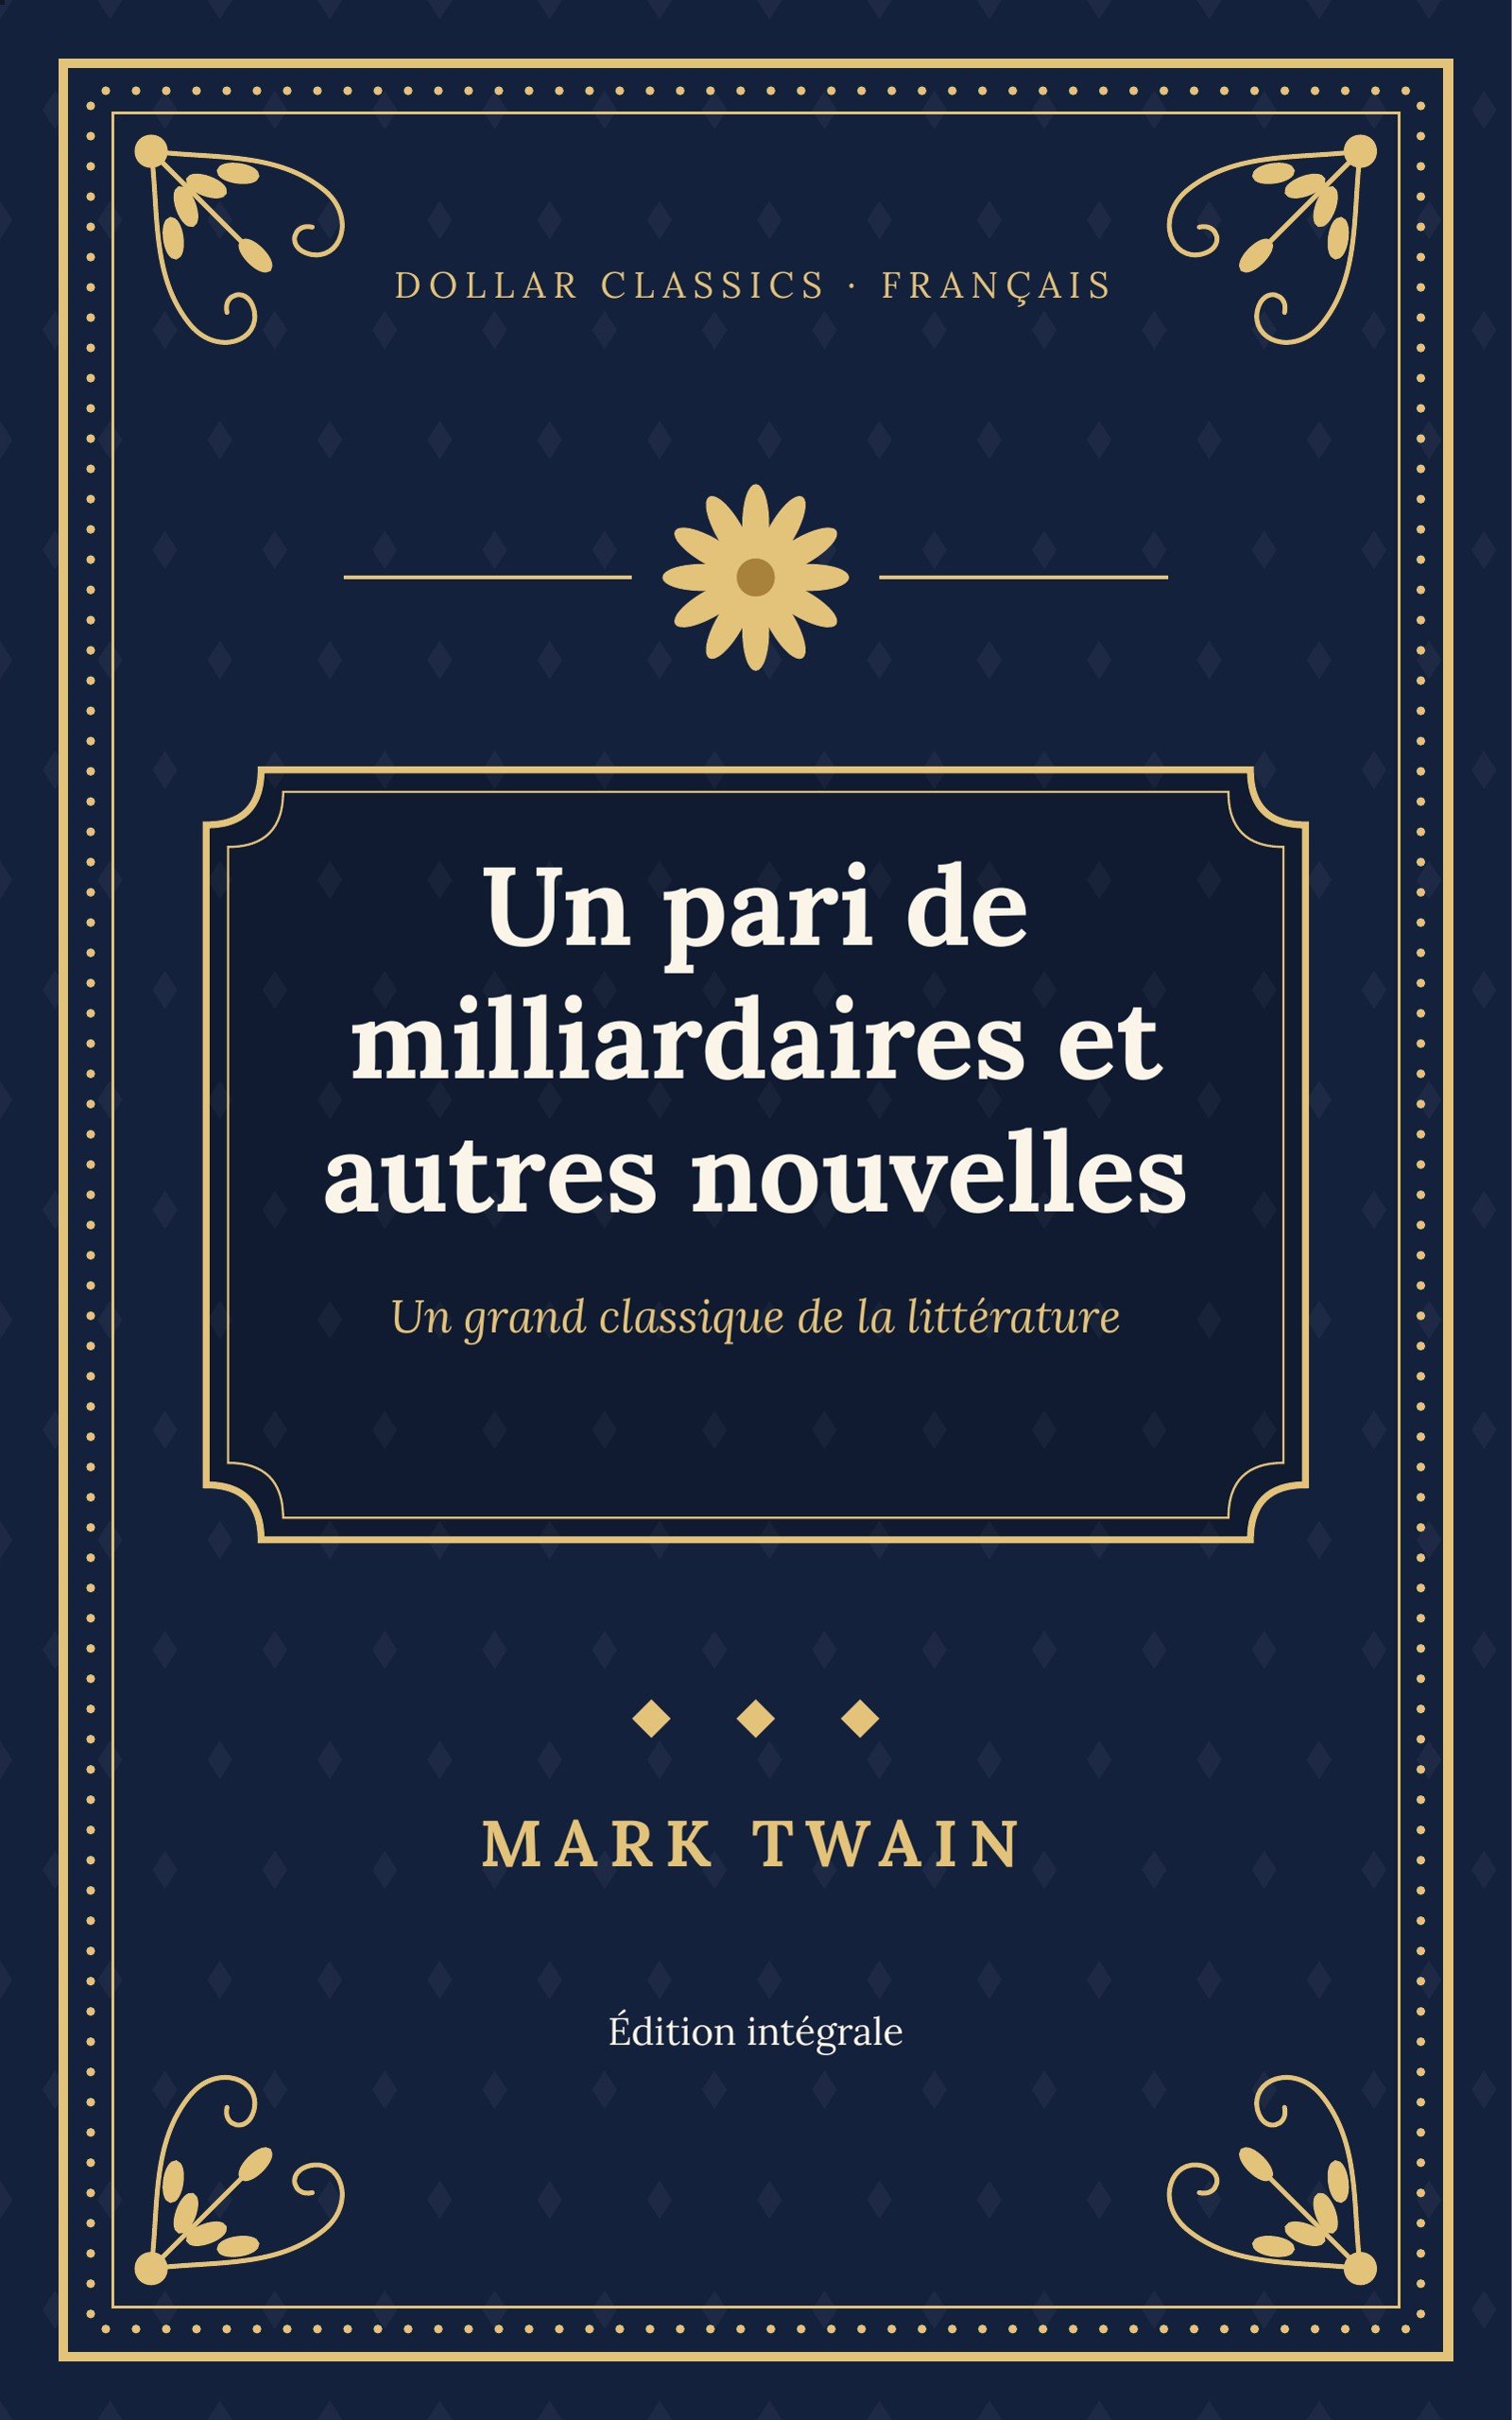 DOLLAR CLASSICS · FRANÇAIS
Un pari de
milliardaires et
autres nouvelles
Un grand classique de la littérature
MARK TWAIN
Édition intégrale